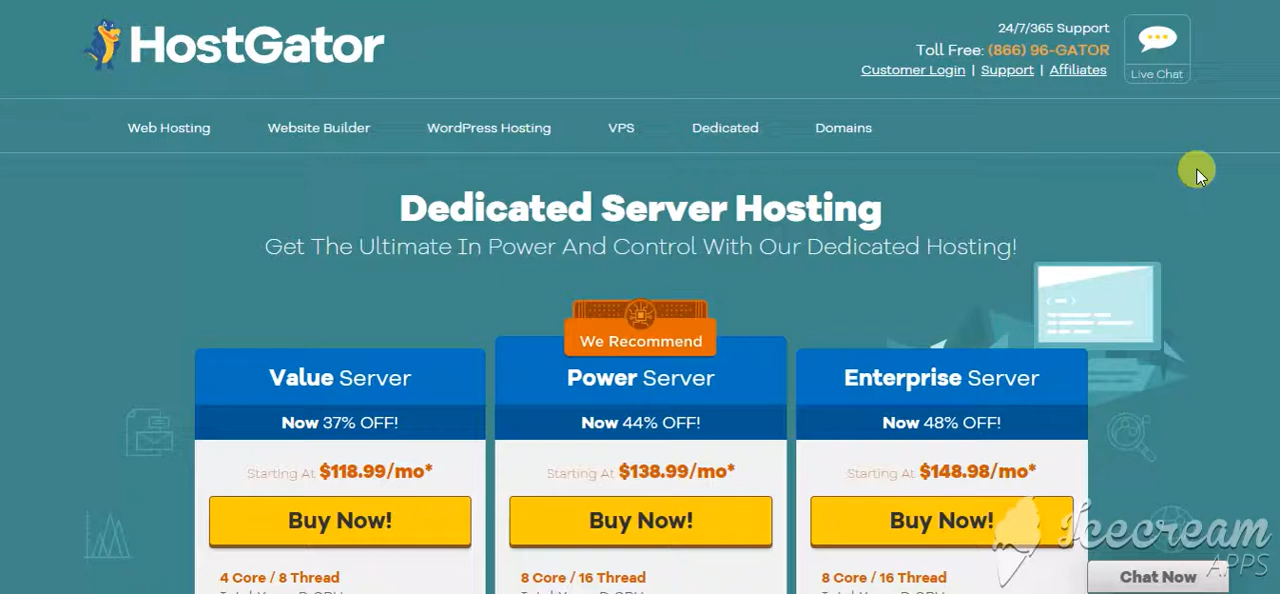 HostGator
24/7/365 Support
Toll Free: (866) 96-GATOR
Customer Login | Support | Affiliates
Live Chat
Web Hosting Website Builder WordPress Hosting VPS Dedicated Domains
Dedicated Server Hosting
Get The Ultimate In Power And Control With Our Dedicated Hosting!
We Recommend
Value Server
Now 37% OFF!
Starting At $118.99/mo*
Buy Now!
4 Core / 8 Thread
Power Server
Now 44% OFF!
Starting At $138.99/mo*
Buy Now!
8 Core / 16 Thread
Enterprise Server
Now 48% OFF!
Starting At $148.98/mo*
Buy Now!
8 Core / 16 Thread
Icecream
APPS
Chat Now